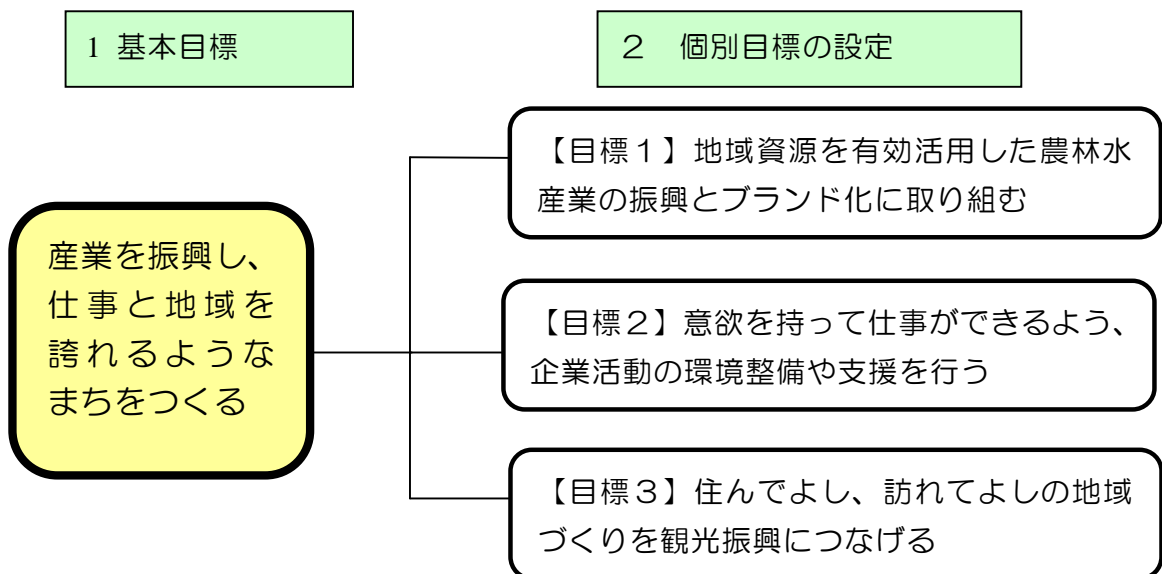 1 基本目標
２　個別目標の設定
【目標１】地域資源を有効活用した農林水
産業の振興とブランド化に取り組む
産業を振興し、
仕事と地域を
誇れるような
まちをつくる
【目標２】意欲を持って仕事ができるよう、
企業活動の環境整備や支援を行う
【目標３】住んでよし、訪れてよしの地域
づくりを観光振興につなげる